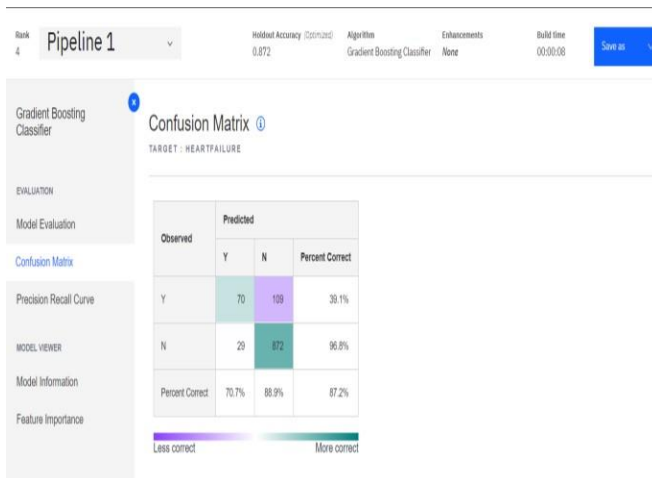 Rank
4
Pipeline 1
Holdout Accuracy (Optimized)
0.872
Algorithm
Gradient Boosting Classifier
Enhancements
None
Build time
00:00:08
Save as
Gradient Boosting
Classifier
x
EVALUATION
Model Evaluation
Confusion Matrix
Precision Recall Curve
MODEL VIEWER
Model Information
Feature Importance
Confusion Matrix
TARGET : HEARTFAILURE
Observed Predicted
Y N Percent Correct
Y 70 109 39.1%
N 29 872 96.8%
Percent Correct 70.7% 88.9% 87.2%
Less correct More correct